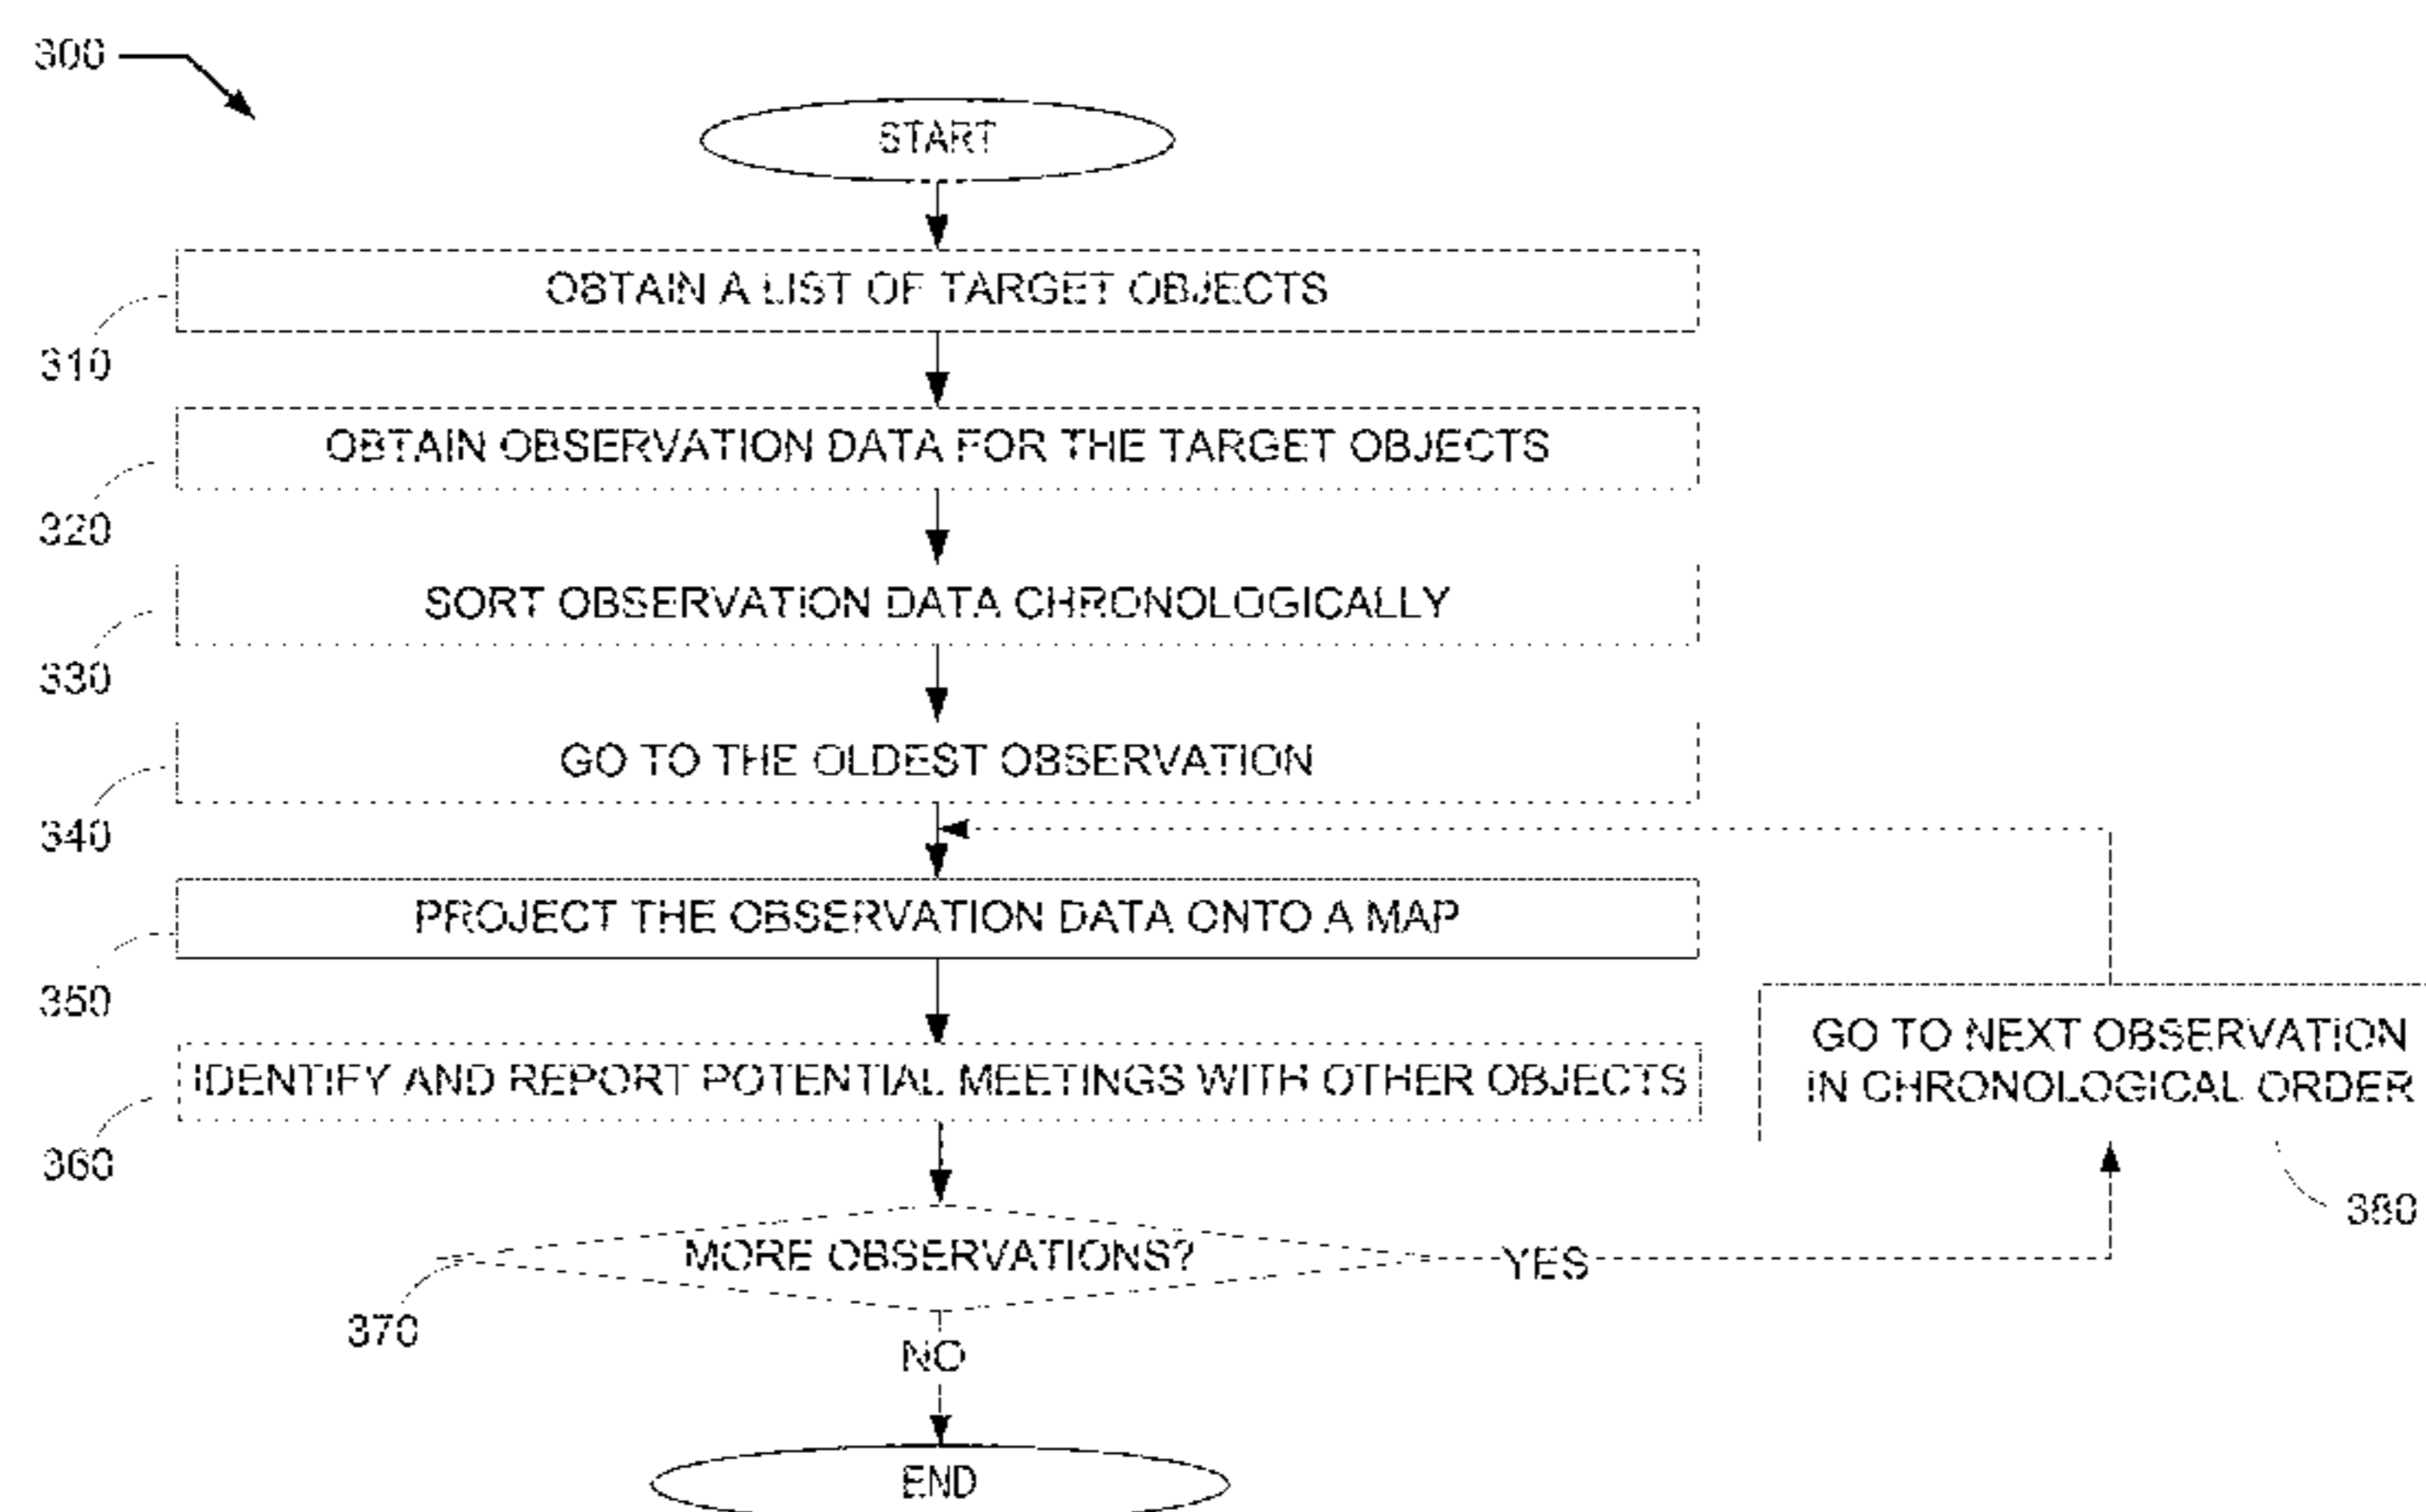 300
START
OBTAIN A LIST OF TARGET OBJECTS
310
OBTAIN OBSERVATION DATA FOR THE TARGET OBJECTS
320
SORT OBSERVATION DATA CHRONOLOGICALLY
330
GO TO THE OLDEST OBSERVATION
340
PROJECT THE OBSERVATION DATA ONTO A MAP
350
GO TO NEXT OBSERVATION
IN CHRONOLOGICAL ORDER
IDENTIFY AND REPORT POTENTIAL MEETINGS WITH OTHER OBJECTS
360
380
MORE OBSERVATIONS?
YES
370
NO
END